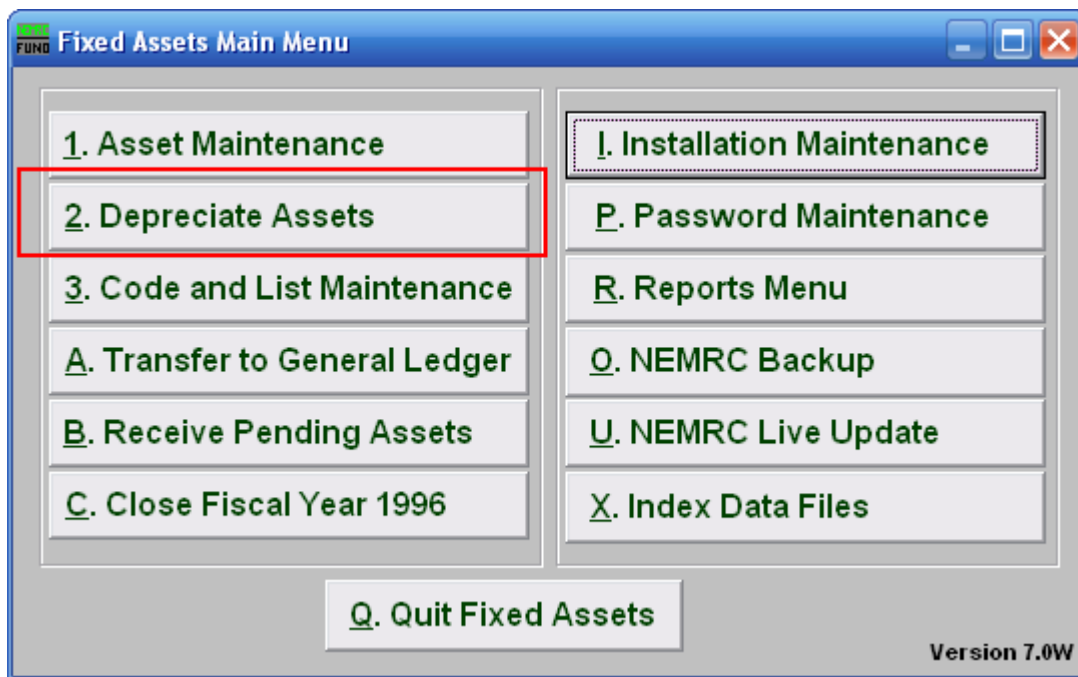 FUND Fixed Assets Main Menu
1. Asset Maintenance
2. Depreciate Assets
3. Code and List Maintenance
A. Transfer to General Ledger
B. Receive Pending Assets
C. Close Fiscal Year 1996
I. Installation Maintenance
P. Password Maintenance
R. Reports Menu
O. NEMRC Backup
U. NEMRC Live Update
X. Index Data Files
Q. Quit Fixed Assets
Version 7.0W